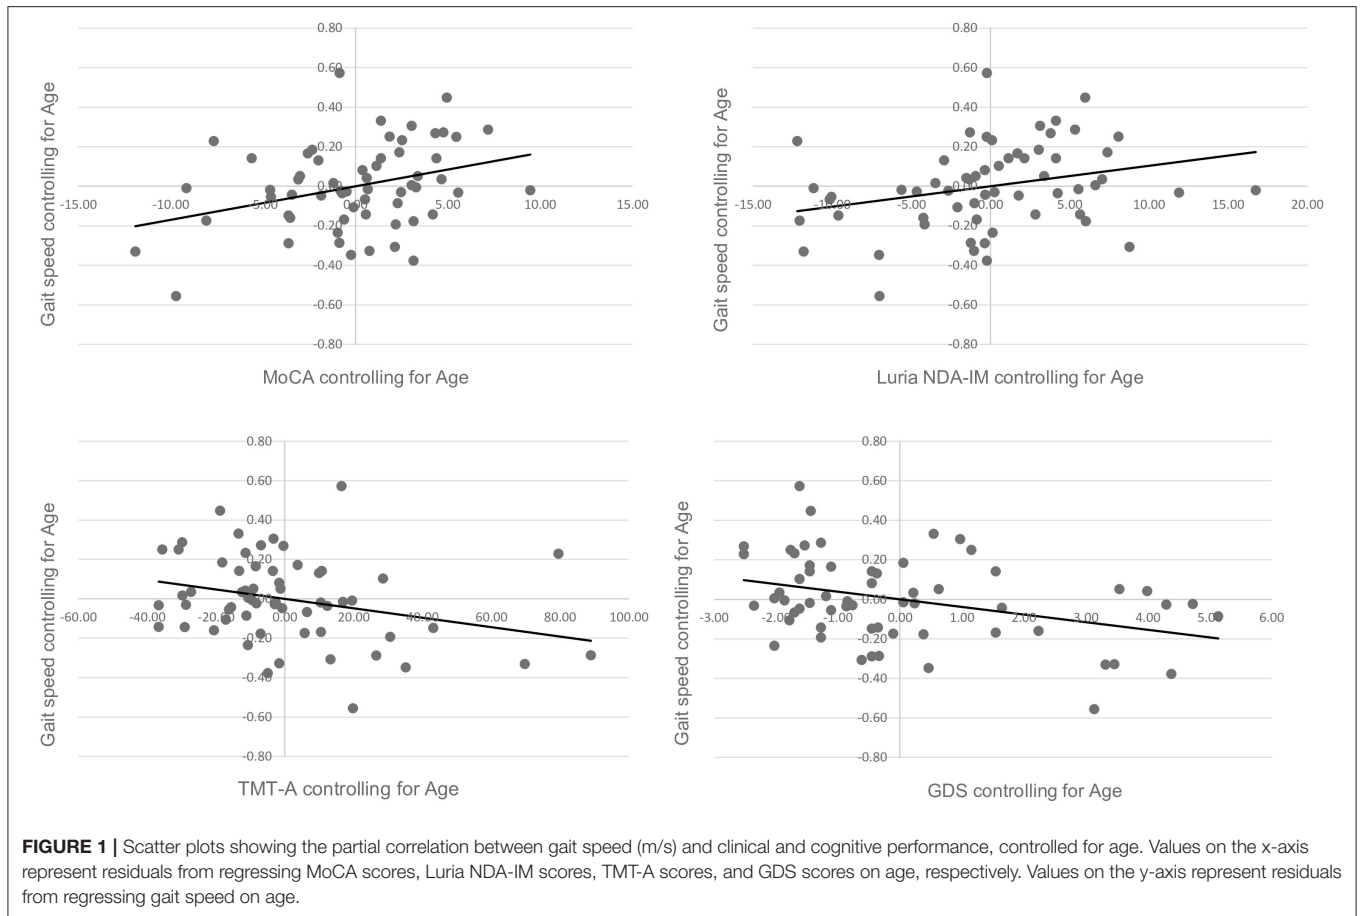 0.80
0.60
0.40
0.20
0.00
-15.00 -10.00 -5.00 0.00 5.00 10.00 15.00
-0.20
-0.40
-0.60
-0.80
Gait speed controlling for Age
MoCA controlling for Age
0.80
0.60
0.40
0.20
0.00
-15.00 -10.00 -5.00 0.00 5.00 10.00 15.00 20.00
-0.20
-0.40
-0.60
-0.80
Gait speed controlling for Age
Luria NDA-IM controlling for Age
0.80
0.60
0.40
0.20
0.00
-60.00 -40.00 -20.00 0.00 20.00 40.00 60.00 80.00 100.00
-0.20
-0.40
-0.60
-0.80
Gait speed controlling for Age
TMT-A controlling for Age
0.80
0.60
0.40
0.20
0.00
-3.00 -2.00 -1.00 0.00 1.00 2.00 3.00 4.00 5.00 6.00
-0.20
-0.40
-0.60
-0.80
Gait speed controlling for Age
GDS controlling for Age
FIGURE 1 | Scatter plots showing the partial correlation between gait speed (m/s) and clinical and cognitive performance, controlled for age. Values on the x-axis
represent residuals from regressing MoCA scores, Luria NDA-IM scores, TMT-A scores, and GDS scores on age, respectively. Values on the y-axis represent residuals
from regressing gait speed on age.